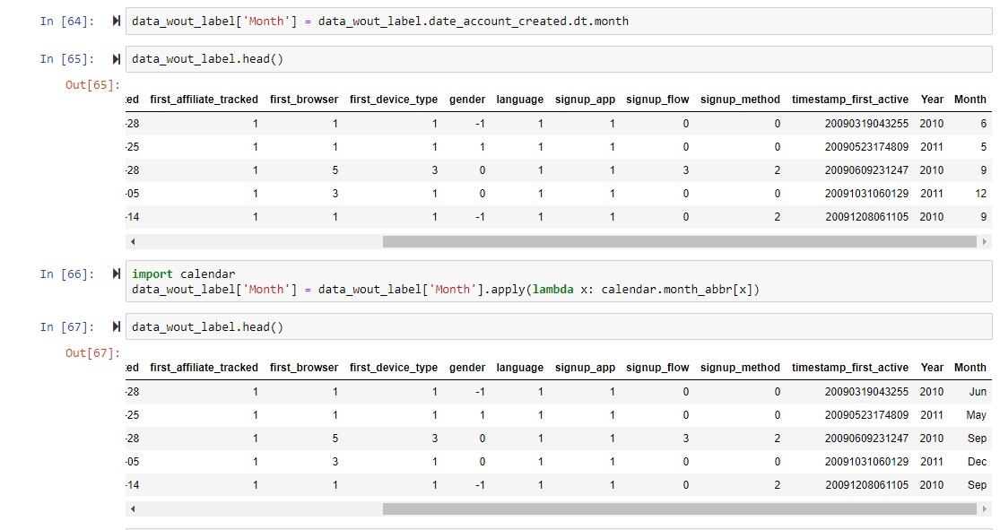 In [64]: data_wout_label['Month'] = data_wout_label.date_account_created.dt.month
In [65]: data_wout_label.head()
Out[65]:
ed first_affiliate_tracked first_browser first_device_type gender language signup_app signup_flow signup_method timestamp_first_active Year Month
-28 1 1 1 -1 1 1 0 0 20090319043255 2010 6
-25 1 1 1 1 1 1 0 0 20090523174809 2011 5
-28 1 5 3 0 1 1 3 2 20090609231247 2010 9
-05 1 3 1 0 1 1 0 0 20091031060129 2011 12
-14 1 1 1 -1 1 1 0 2 20091208061105 2010 9
In [66]: import calendar
data_wout_label['Month'] = data_wout_label['Month'].apply(lambda x: calendar.month_abbr[x])
In [67]: data_wout_label.head()
Out[67]:
ed first_affiliate_tracked first_browser first_device_type gender language signup_app signup_flow signup_method timestamp_first_active Year Month
-28 1 1 1 -1 1 1 0 0 20090319043255 2010 Jun
-25 1 1 1 1 1 1 0 0 20090523174809 2011 May
-28 1 5 3 0 1 1 3 2 20090609231247 2010 Sep
-05 1 3 1 0 1 1 0 0 20091031060129 2011 Dec
-14 1 1 1 -1 1 1 0 2 20091208061105 2010 Sep